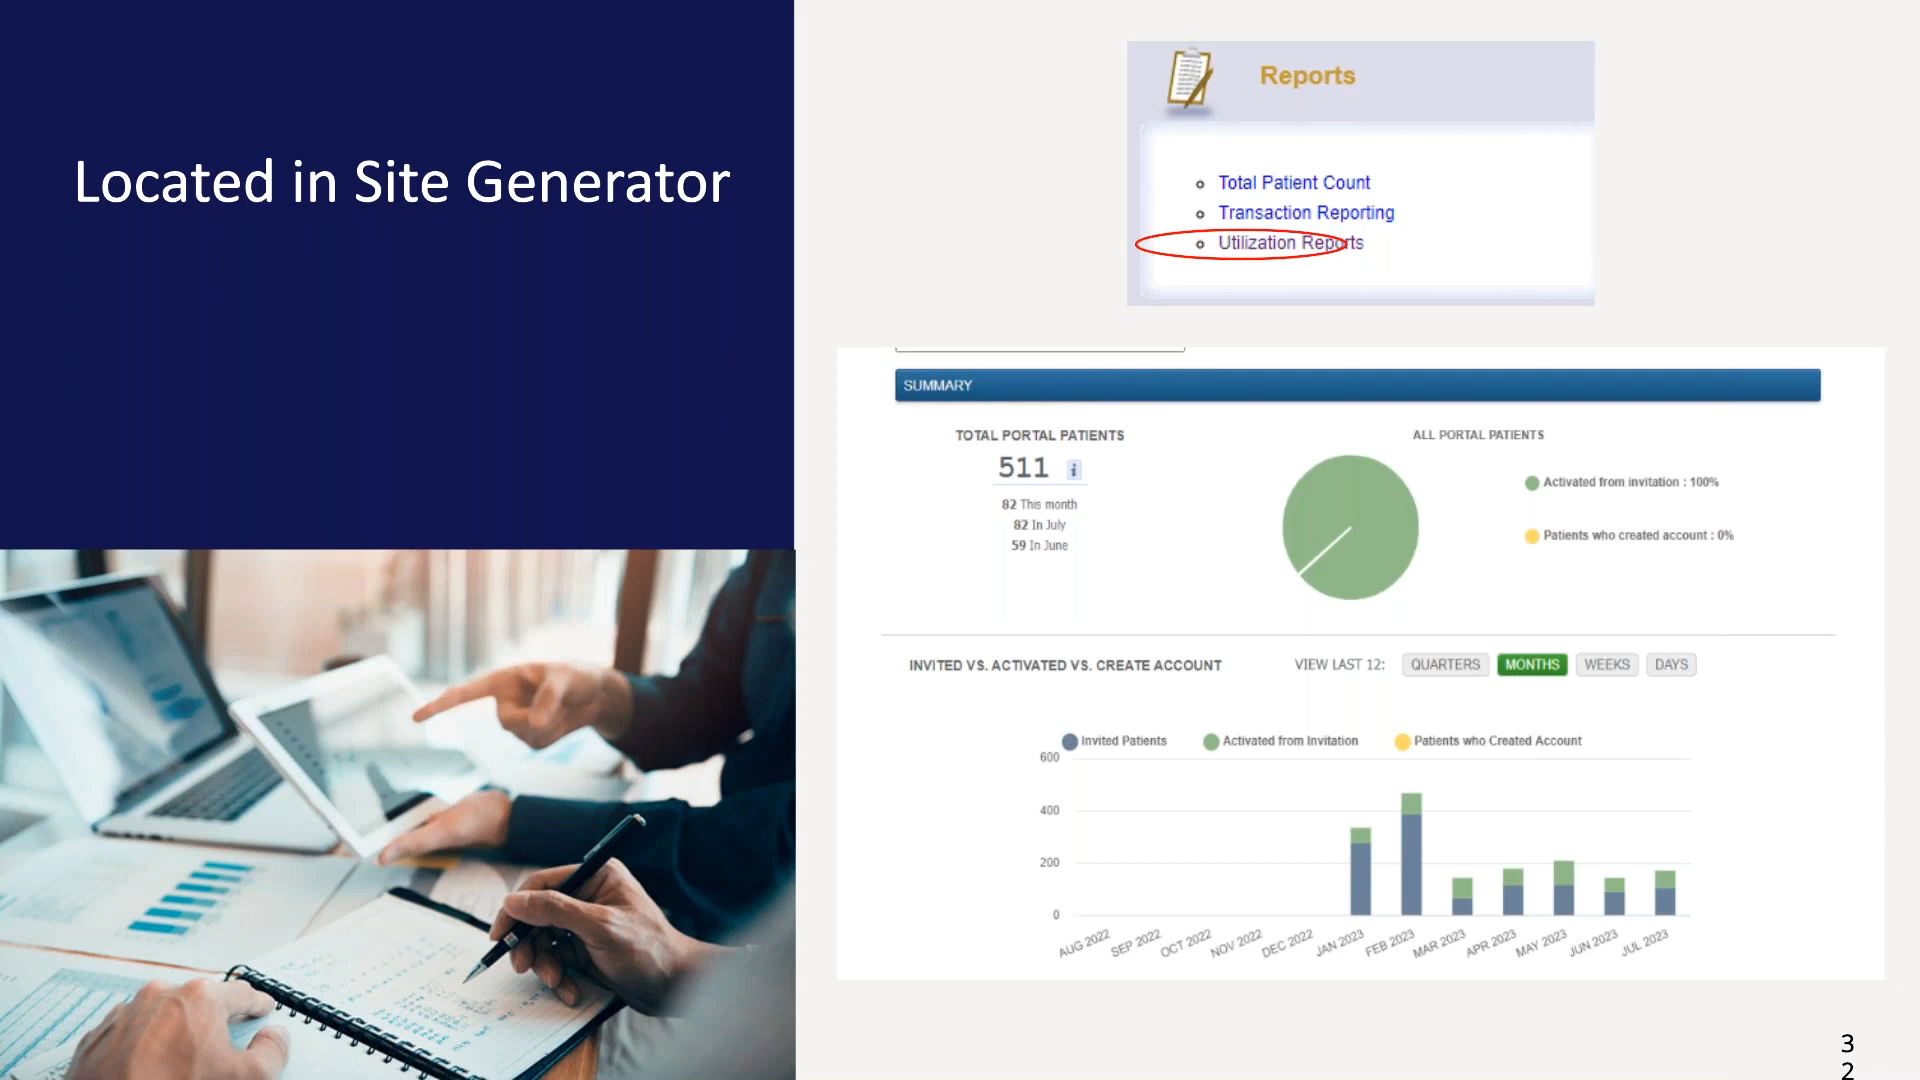 Located in Site Generator
Reports
Total Patient Count
Transaction Reporting
Utilization Reports
SUMMARY
TOTAL PORTAL PATIENTS
511
82 This month
82 In July
59 In June
ALL PORTAL PATIENTS
Activated from invitation : 100%
Patients who created account : 0%
INVITED VS. ACTIVATED VS. CREATE ACCOUNT
VIEW LAST 12: QUARTERS MONTHS WEEKS DAYS
Invited Patients Activated from Invitation Patients who Created Account
600
400
200
0
AUG 2022 SEP 2022 OCT 2022 NOV 2022 DEC 2022 JAN 2023 FEB 2023 MAR 2023 APR 2023 MAY 2023 JUN 2023 JUL 2023
3
2